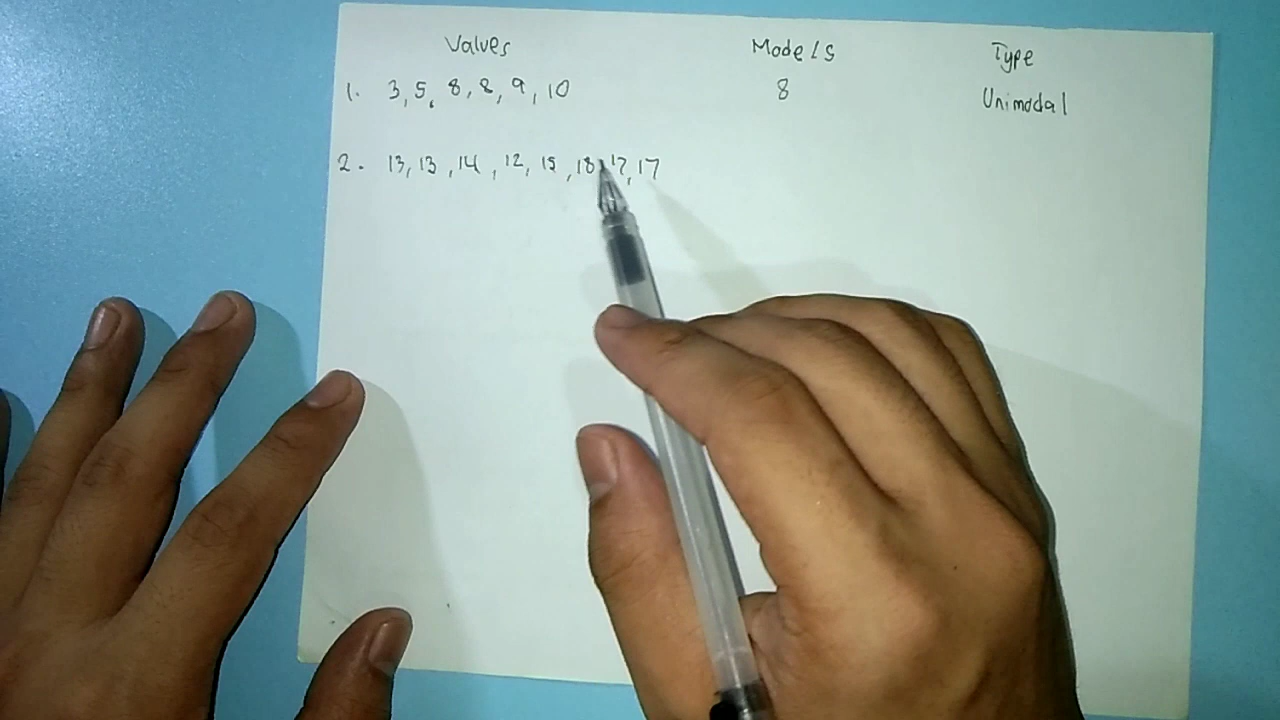 Values Mode/s Type
1. 3, 5, 8, 8, 9, 10 8 Unimodal
2. 13, 13, 14, 12, 15, 18, 17, 17